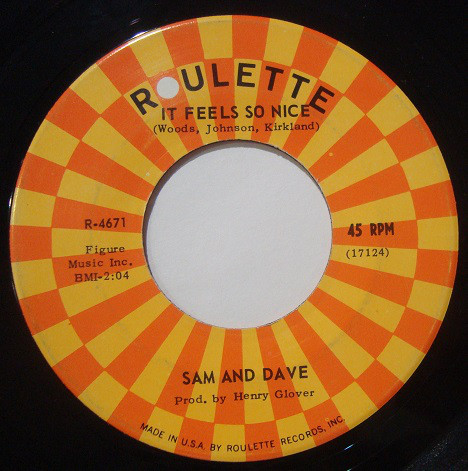 ROULETTE
IT FEELS SO NICE
(Woods, Johnson, Kirkland)
R-4671
Figure
Music Inc.
BMI-2:04
45 RPM
(17124)
SAM AND DAVE
Prod. by Henry Glover
MADE IN U.S.A. BY ROULETTE RECORDS, INC.